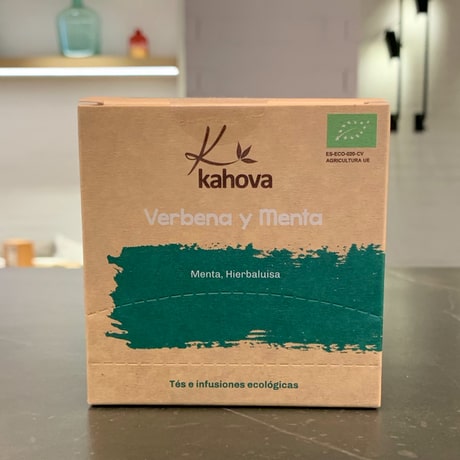 K
kahova
ES-ECO-020-CV
AGRICULTURA UE
Verbena y Menta
Menta, Hierbaluisa
Tés e infusiones ecológicas